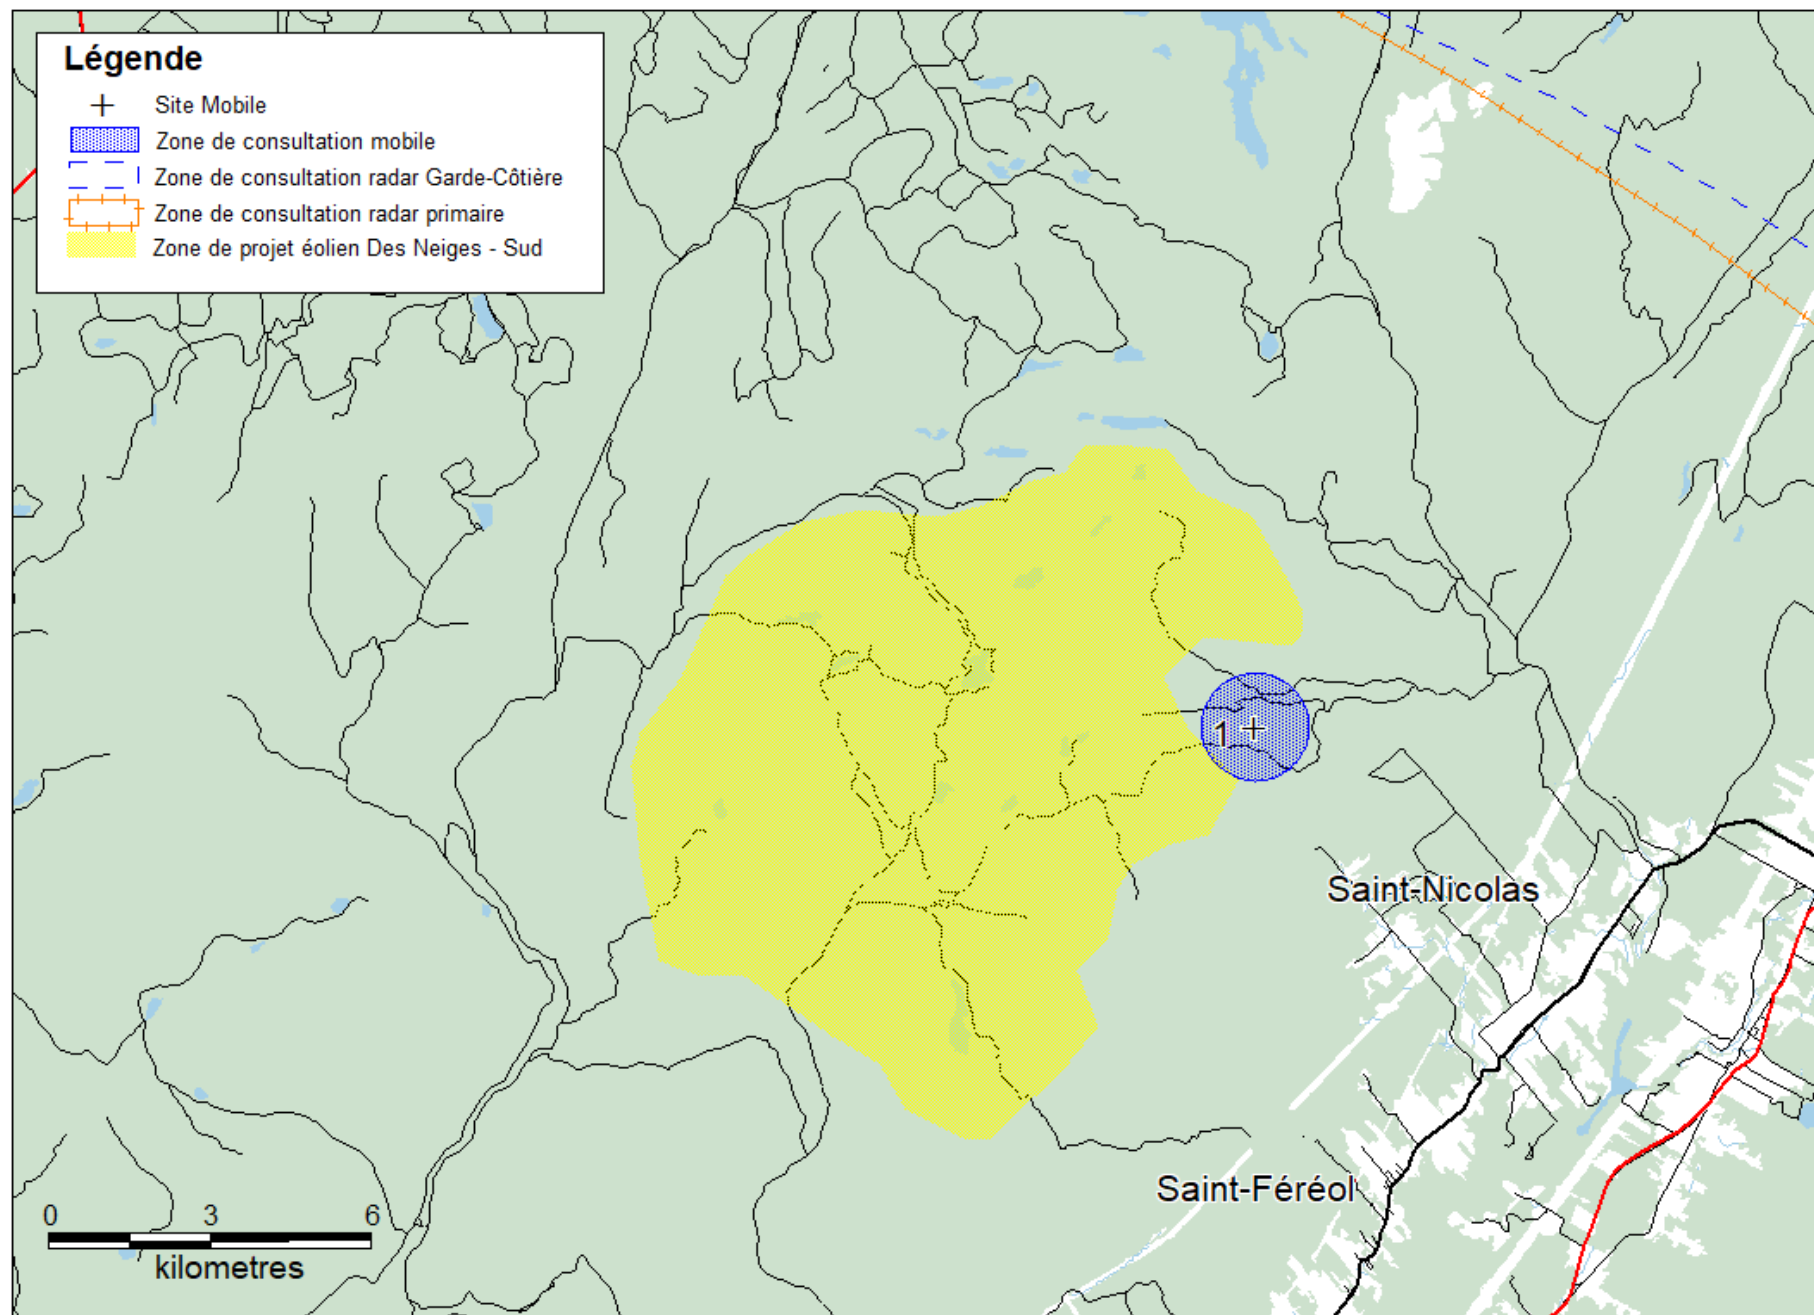 Légende
Site Mobile
Zone de consultation mobile
Zone de consultation radar Garde-Côtière
Zone de consultation radar primaire
Zone de projet éolien Des Neiges - Sud
1
Saint-Nicolas
Saint-Féréol
0 3 6
kilometres